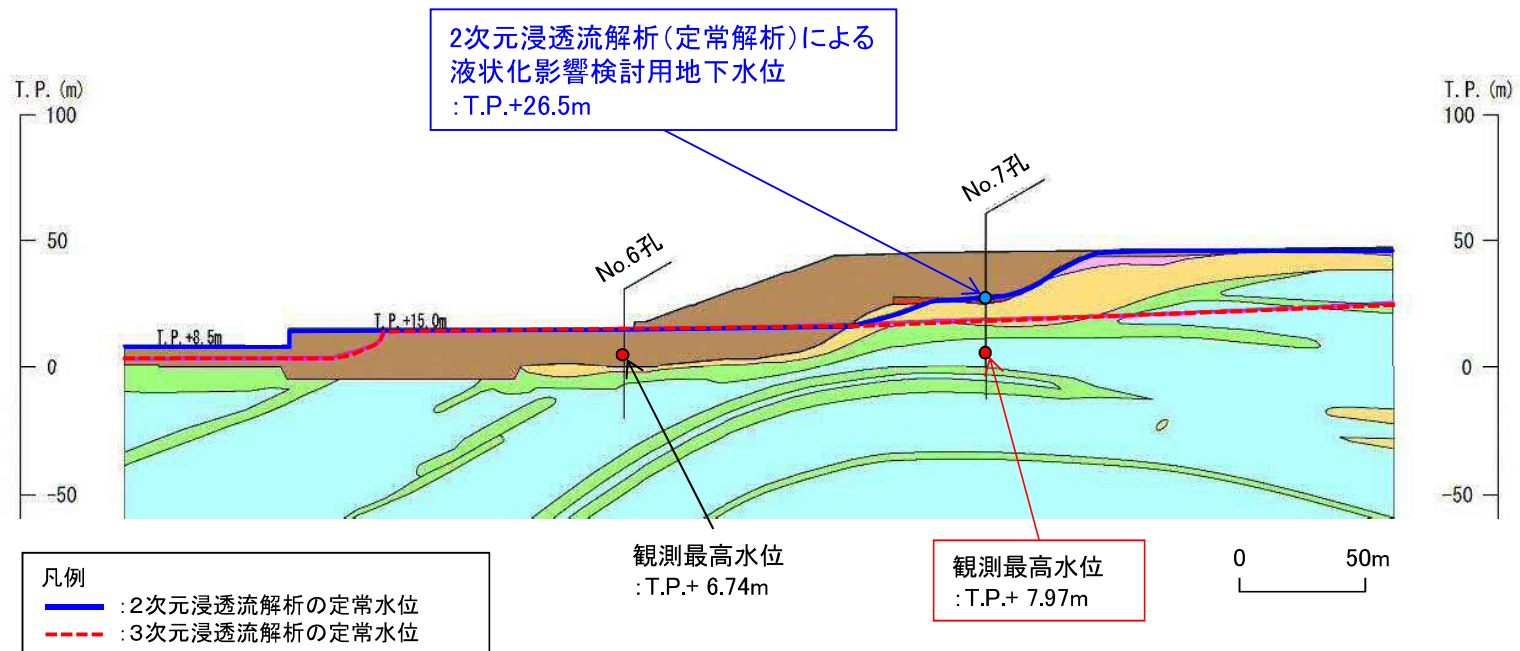 2次元浸透流解析(定常解析)による
液状化影響検討用地下水位
:T.P.+26.5m
T.P.(m)
100
50
0
-50
T.P.(m)
100
50
0
-50
No.7孔
No.6孔
T.P.+15.0m
T.P.+8.5m
観測最高水位
:T.P.+ 6.74m
観測最高水位
:T.P.+ 7.97m
0 50m
凡例
:2次元浸透流解析の定常水位
:3次元浸透流解析の定常水位